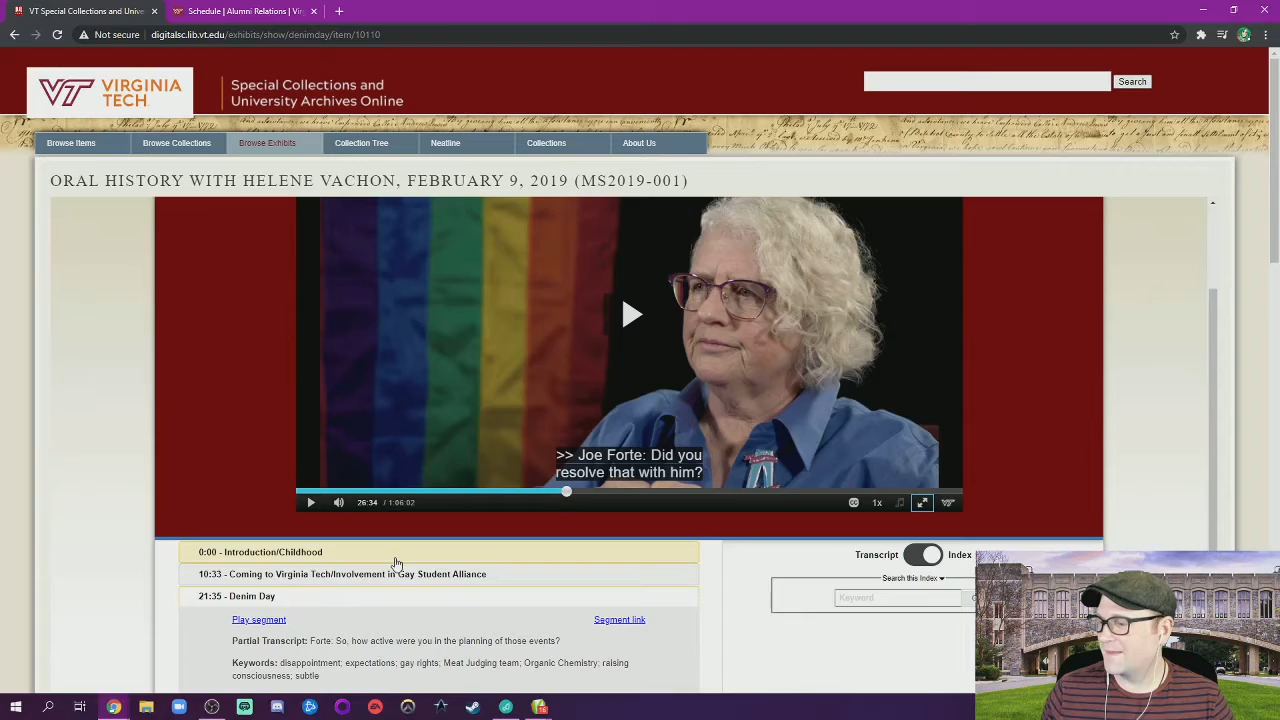 VT Special Collections and Unive
Schedule | Alumni Relations | Virg
Not secure
digitalsc.lib.vt.edu/exhibits/show/denimday/item/10110
VT VIRGINIA TECH
Special Collections and
University Archives Online
Search
Browse Items
Browse Collections
Browse Exhibits
Collection Tree
Neatline
Collections
About Us
ORAL HISTORY WITH HELENE VACHON, FEBRUARY 9, 2019 (MS2019-001)
>> Joe Forte: Did you
resolve that with him?
26:34 / 1:06:02
CC
1x
0:00 - Introduction/Childhood
10:33 - Coming to Virginia Tech/Involvement in Gay Student Alliance
21:35 - Denim Day
Play segment
Segment link
Partial Transcript: Forte: So, how active were you in the planning of those events?
Keywords: disappointment; expectations; gay rights; Meat Judging team; Organic Chemistry; raising
consciousness; subtle
Transcript
Index
Search this Index
Keyword